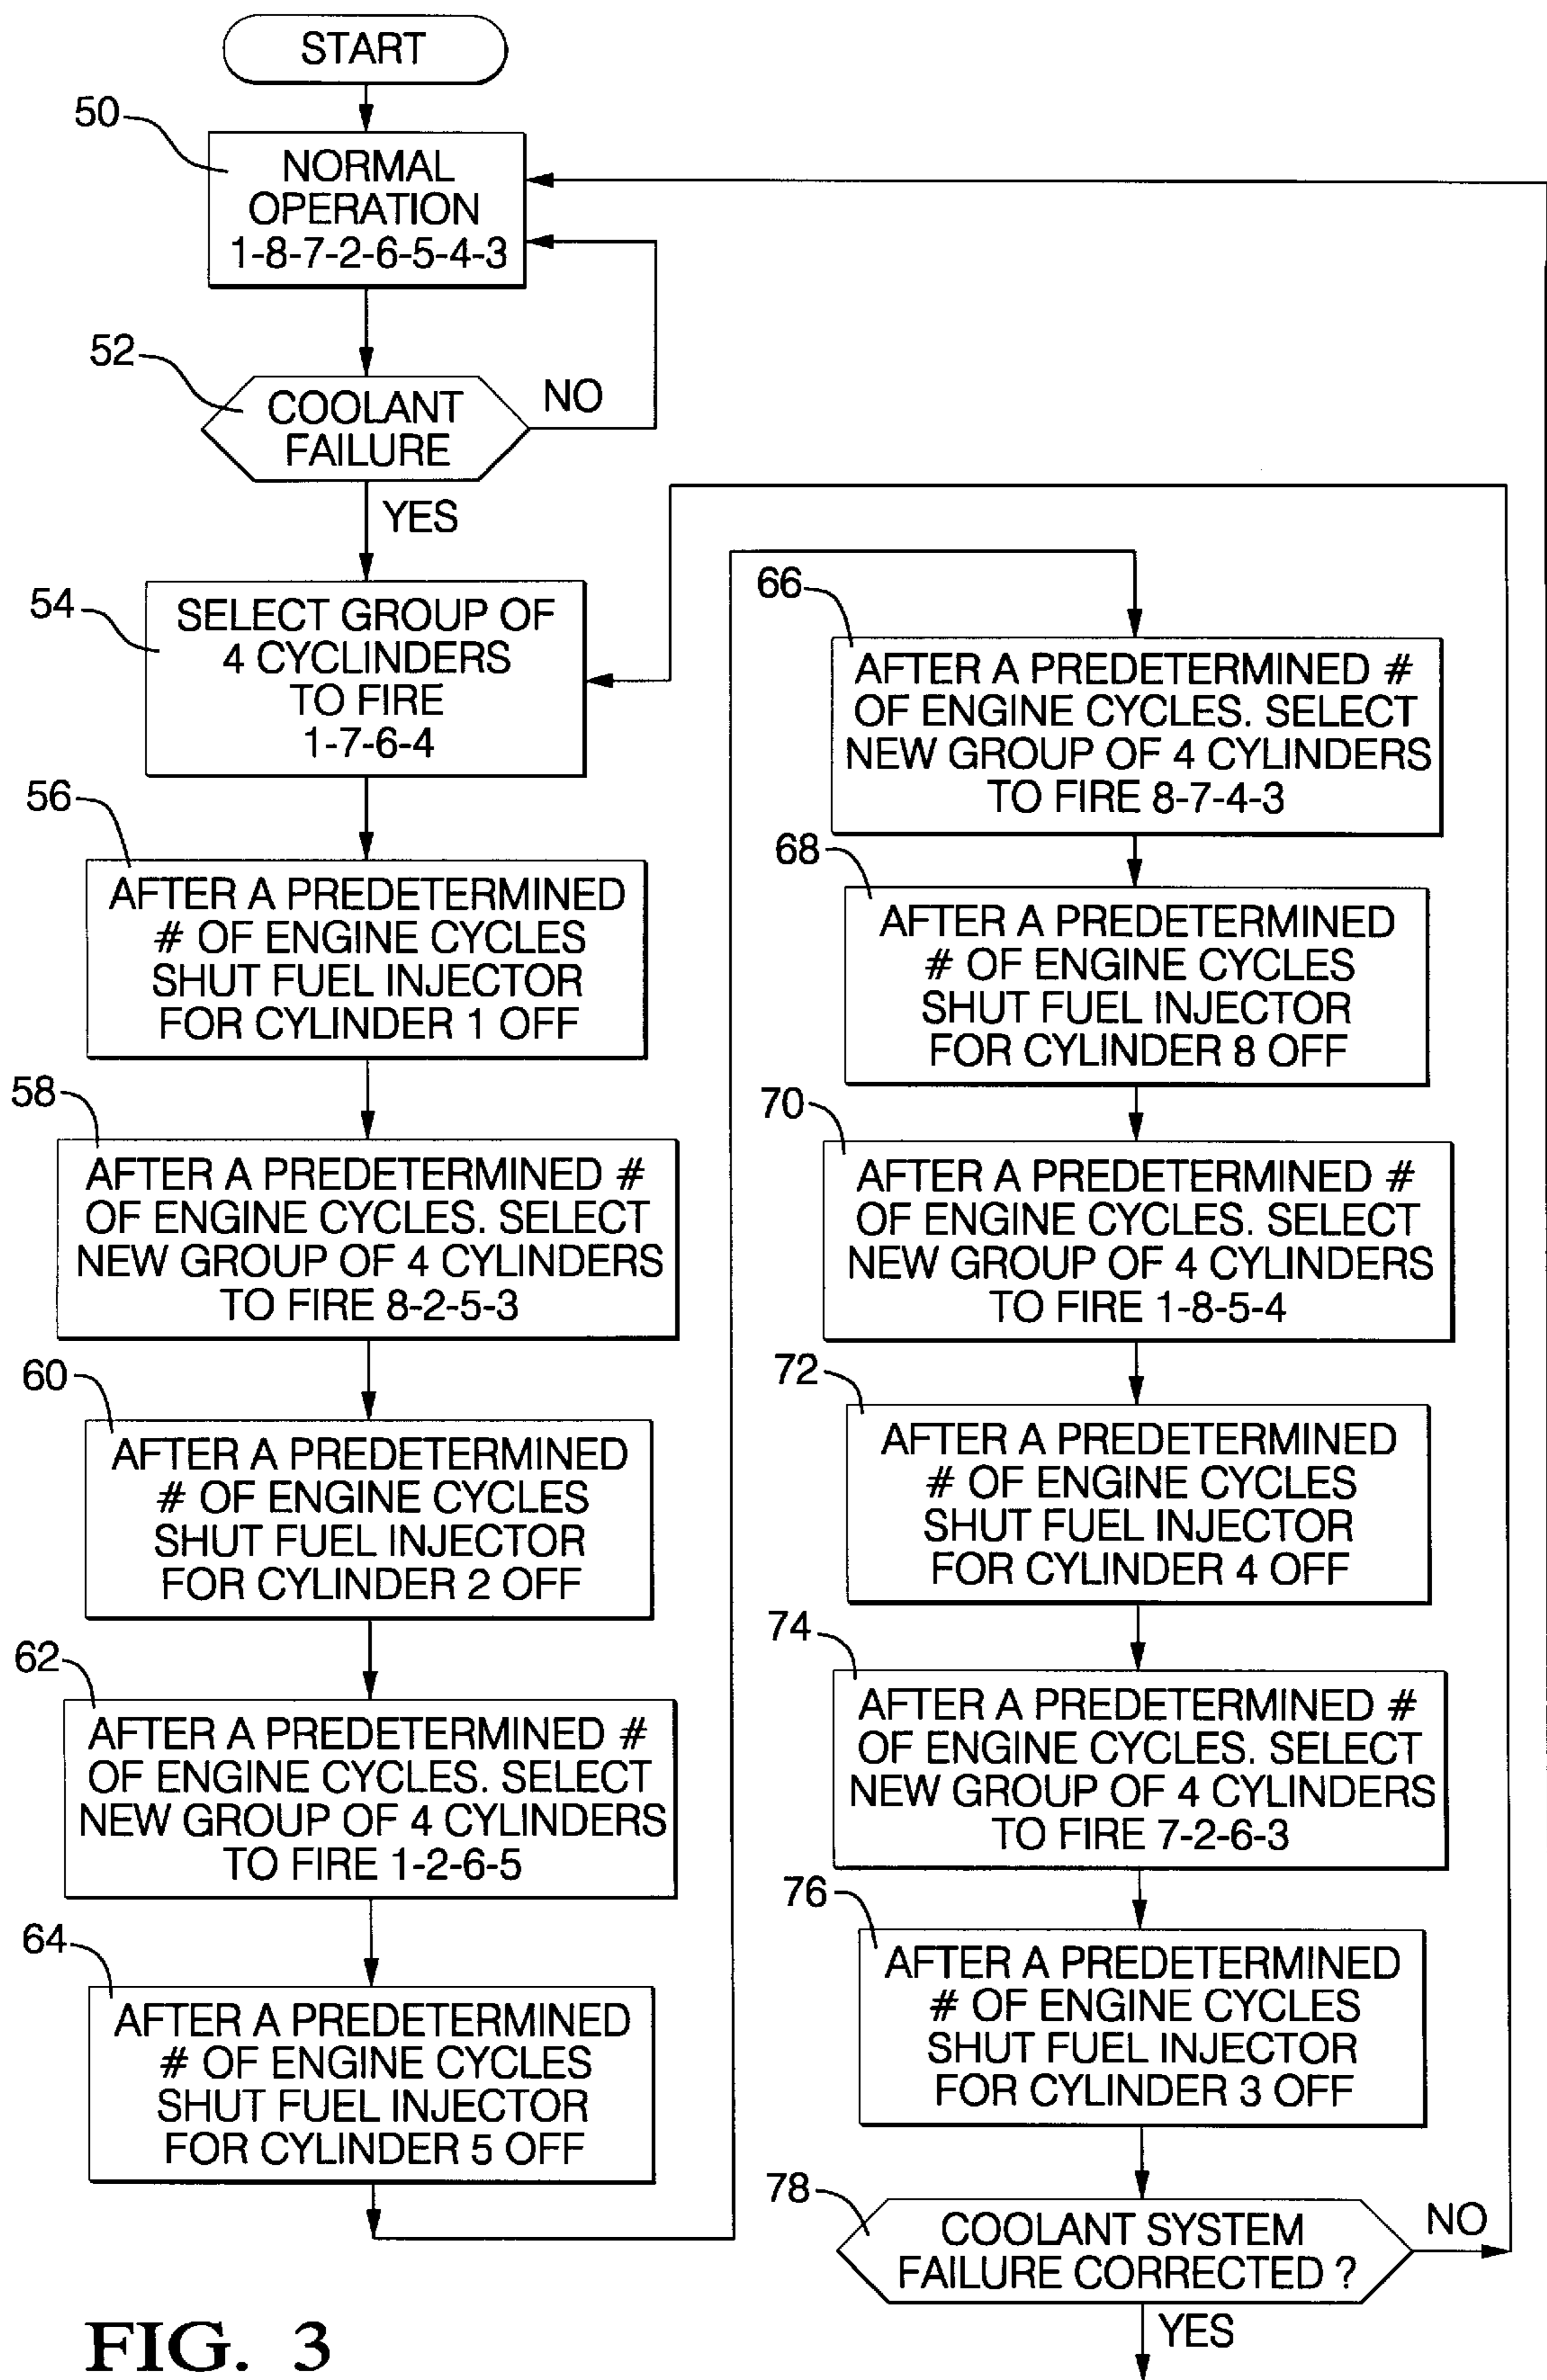 START
50
NORMAL
OPERATION
1-8-7-2-6-5-4-3
52
COOLANT
FAILURE
NO
YES
54
SELECT GROUP OF
4 CYCLINDERS
TO FIRE
1-7-6-4
56
AFTER A PREDETERMINED
# OF ENGINE CYCLES
SHUT FUEL INJECTOR
FOR CYLINDER 1 OFF
58
AFTER A PREDETERMINED #
OF ENGINE CYCLES. SELECT
NEW GROUP OF 4 CYLINDERS
TO FIRE 8-2-5-3
60
AFTER A PREDETERMINED
# OF ENGINE CYCLES
SHUT FUEL INJECTOR
FOR CYLINDER 2 OFF
62
AFTER A PREDETERMINED #
OF ENGINE CYCLES. SELECT
NEW GROUP OF 4 CYLINDERS
TO FIRE 1-2-6-5
64
AFTER A PREDETERMINED
# OF ENGINE CYCLES
SHUT FUEL INJECTOR
FOR CYLINDER 5 OFF
66
AFTER A PREDETERMINED #
OF ENGINE CYCLES. SELECT
NEW GROUP OF 4 CYLINDERS
TO FIRE 8-7-4-3
68
AFTER A PREDETERMINED
# OF ENGINE CYCLES
SHUT FUEL INJECTOR
FOR CYLINDER 8 OFF
70
AFTER A PREDETERMINED #
OF ENGINE CYCLES. SELECT
NEW GROUP OF 4 CYLINDERS
TO FIRE 1-8-5-4
72
AFTER A PREDETERMINED
# OF ENGINE CYCLES
SHUT FUEL INJECTOR
FOR CYLINDER 4 OFF
74
AFTER A PREDETERMINED #
OF ENGINE CYCLES. SELECT
NEW GROUP OF 4 CYLINDERS
TO FIRE 7-2-6-3
76
AFTER A PREDETERMINED
# OF ENGINE CYCLES
SHUT FUEL INJECTOR
FOR CYLINDER 3 OFF
78
COOLANT SYSTEM
FAILURE CORRECTED ?
NO
YES
FIG. 3